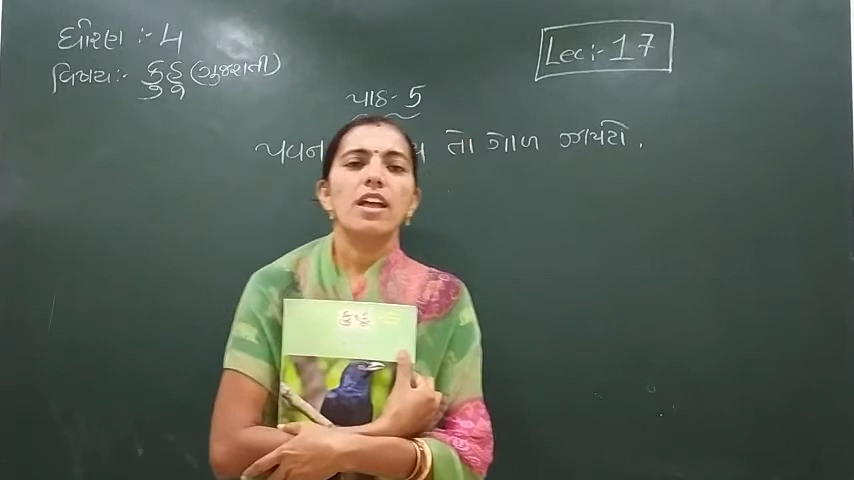 ધોરણ :- 4
વિષય:- કુહૂ (ગુજરાતી)
Lec:- 17
પાઠ- 5
પવન તો ગોળ
કુહૂ